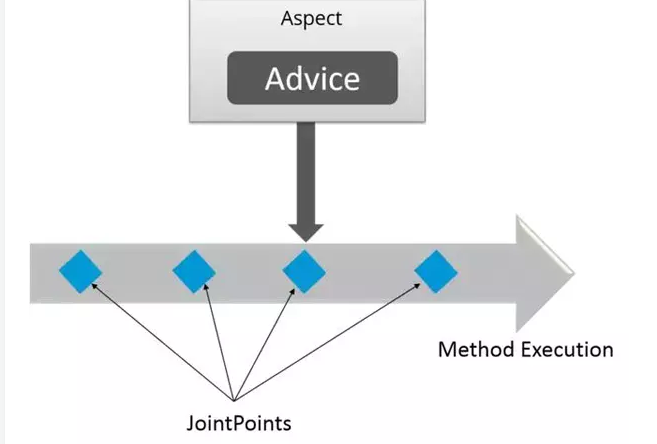 Aspect
Advice
Method Execution
JointPoints